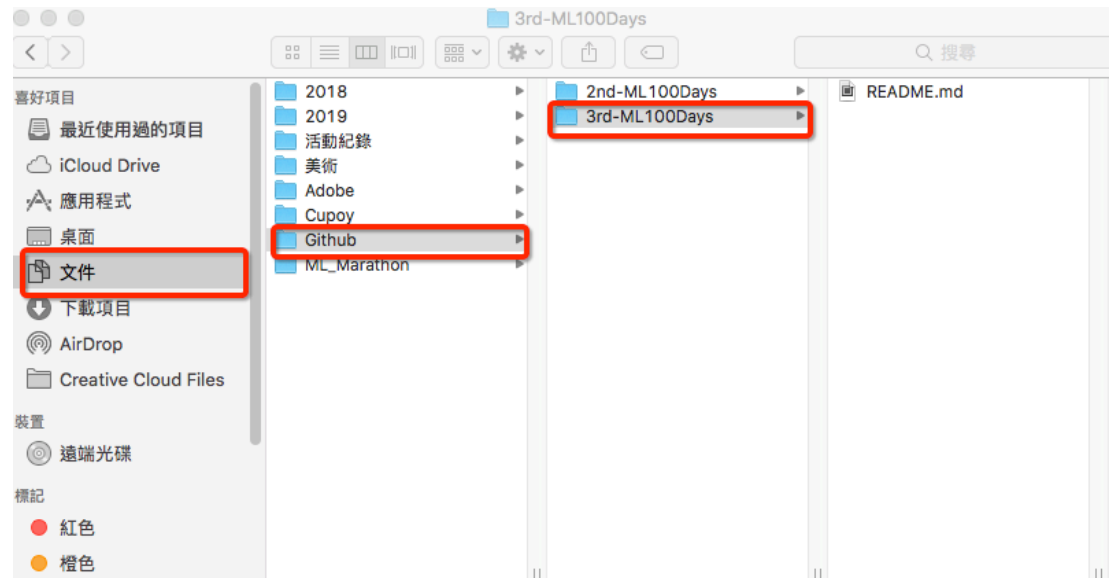 3rd-ML100Days
搜尋
喜好項目
最近使用過的項目
iCloud Drive
應用程式
桌面
文件
下載項目
AirDrop
Creative Cloud Files
裝置
遠端光碟
標記
紅色
橙色
2018
2019
活動紀錄
美術
Adobe
Cupoy
Github
ML_Marathon
2nd-ML100Days
3rd-ML100Days
README.md